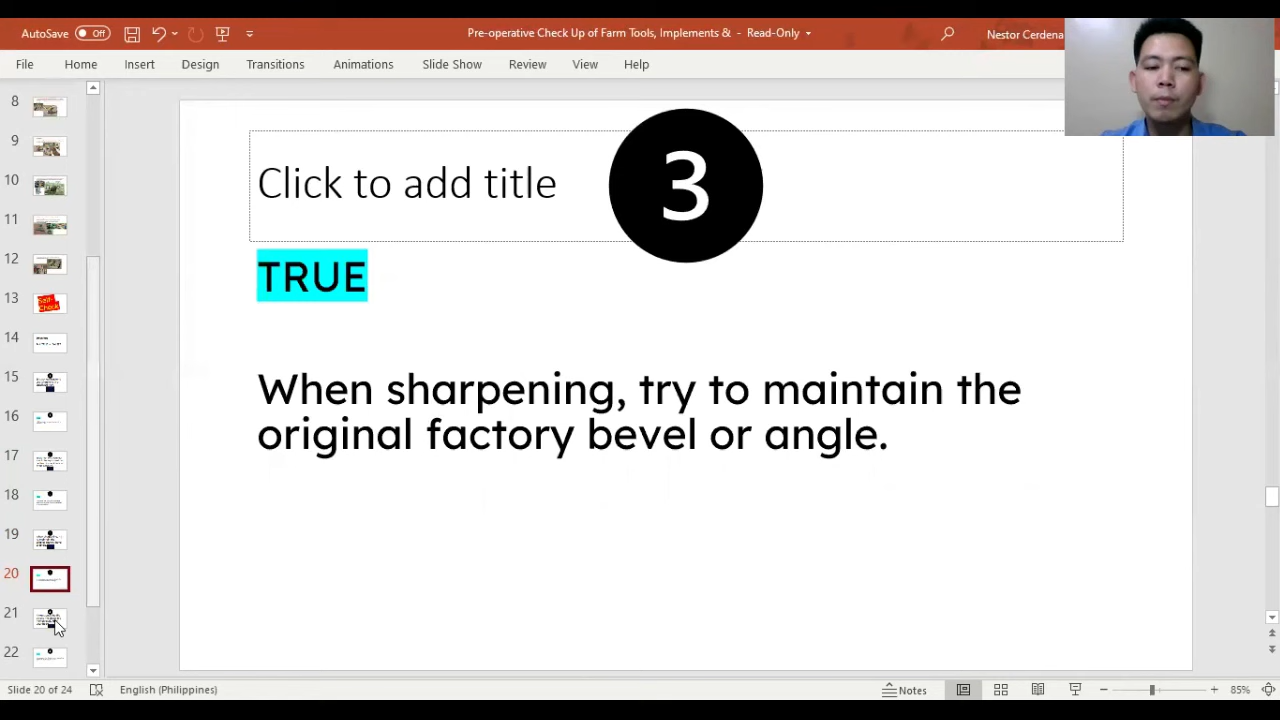 AutoSave Off
Pre-operative Check Up of Farm Tools, Implements & - Read-Only
Nestor Cerdena
File Home Insert Design Transitions Animations Slide Show Review View Help
8
9
10
11
12
13
Self-
Check
14
15
16
17
18
19
20
21
22
Click to add title
3
TRUE
When sharpening, try to maintain the
original factory bevel or angle.
Slide 20 of 24
English (Philippines)
Notes
85%